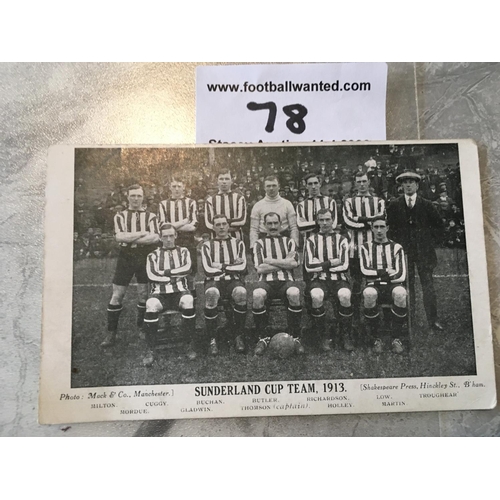 www.footballwanted.com
78
Photo: Mack & Co., Manchester.) SUNDERLAND CUP TEAM, 1913. (Shakespeare Press, Hinckley St., B'ham.
MILTON. CUGGY. BUCHAN. BUTLER. RICHARDSON. LOW. TROUGHEAR
MORDUE. GLADWIN. THOMSON (captain). HOLLEY. MARTIN.